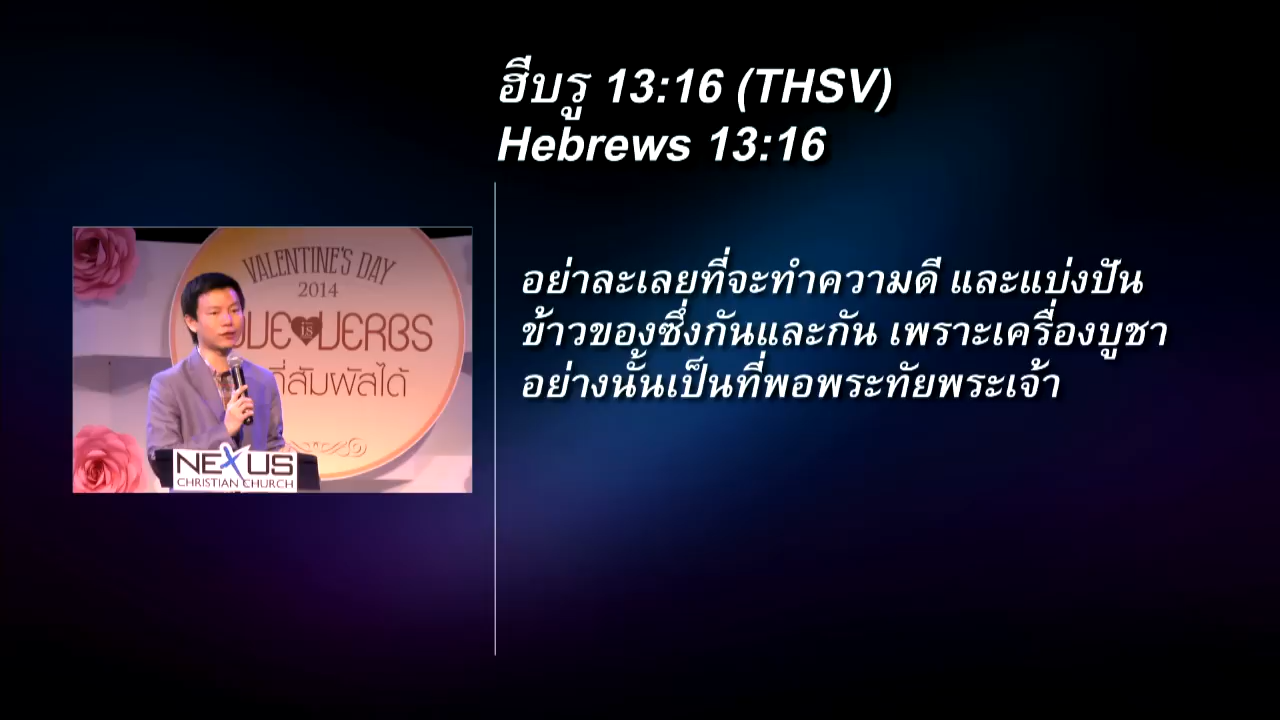 ฮีบรู 13:16 (THSV)
Hebrews 13:16
อย่าละเลยที่จะทำความดี และแบ่งปัน
ข้าวของซึ่งกันและกัน เพราะเครื่องบูชา
อย่างนั้นเป็นที่พอพระทัยพระเจ้า
VALENTINE'S DAY
2014
is VERBS
ที่สัมผัสได้
NEXUS
CHRISTIAN CHURCH